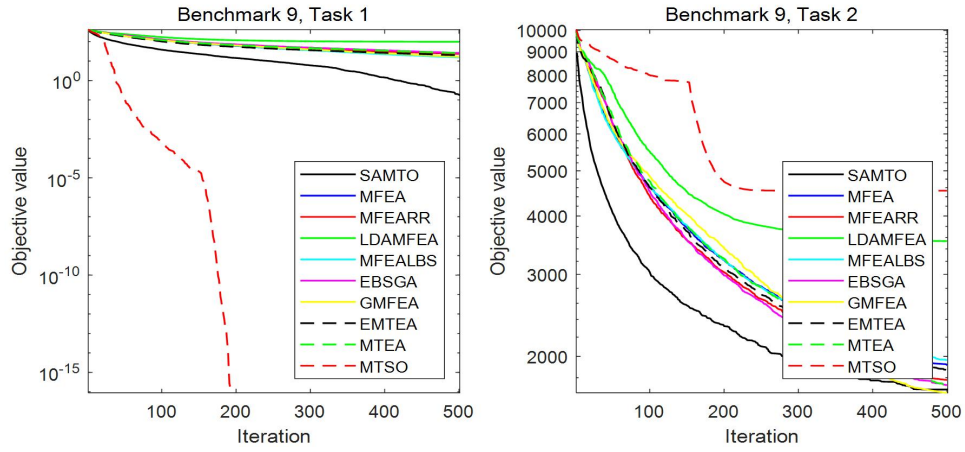 Benchmark 9, Task 1
Objective value
10^0
10^-5
10^-10
10^-15
100
200
300
400
500
Iteration
SAMTO
MFEA
MFEARR
LDAMFEA
MFEALBS
EBSGA
GMFEA
EMTEA
MTEA
MTSO
Benchmark 9, Task 2
Objective value
10000
9000
8000
7000
6000
5000
4000
3000
2000
100
200
300
400
500
Iteration
SAMTO
MFEA
MFEARR
LDAMFEA
MFEALBS
EBSGA
GMFEA
EMTEA
MTEA
MTSO